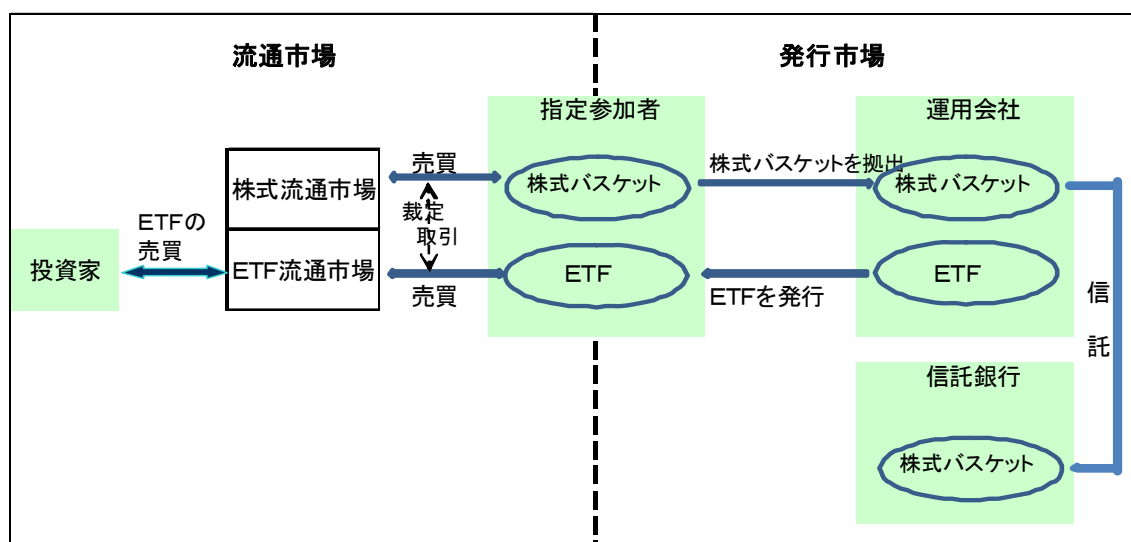 流通市場
発行市場
指定参加者
運用会社
売買
株式バスケットを拠出
株式流通市場
株式バスケット
株式バスケット
裁定
取引
ETFの
売買
投資家
ETF流通市場
ETF
ETF
売買
ETFを発行
信
託
信託銀行
株式バスケット